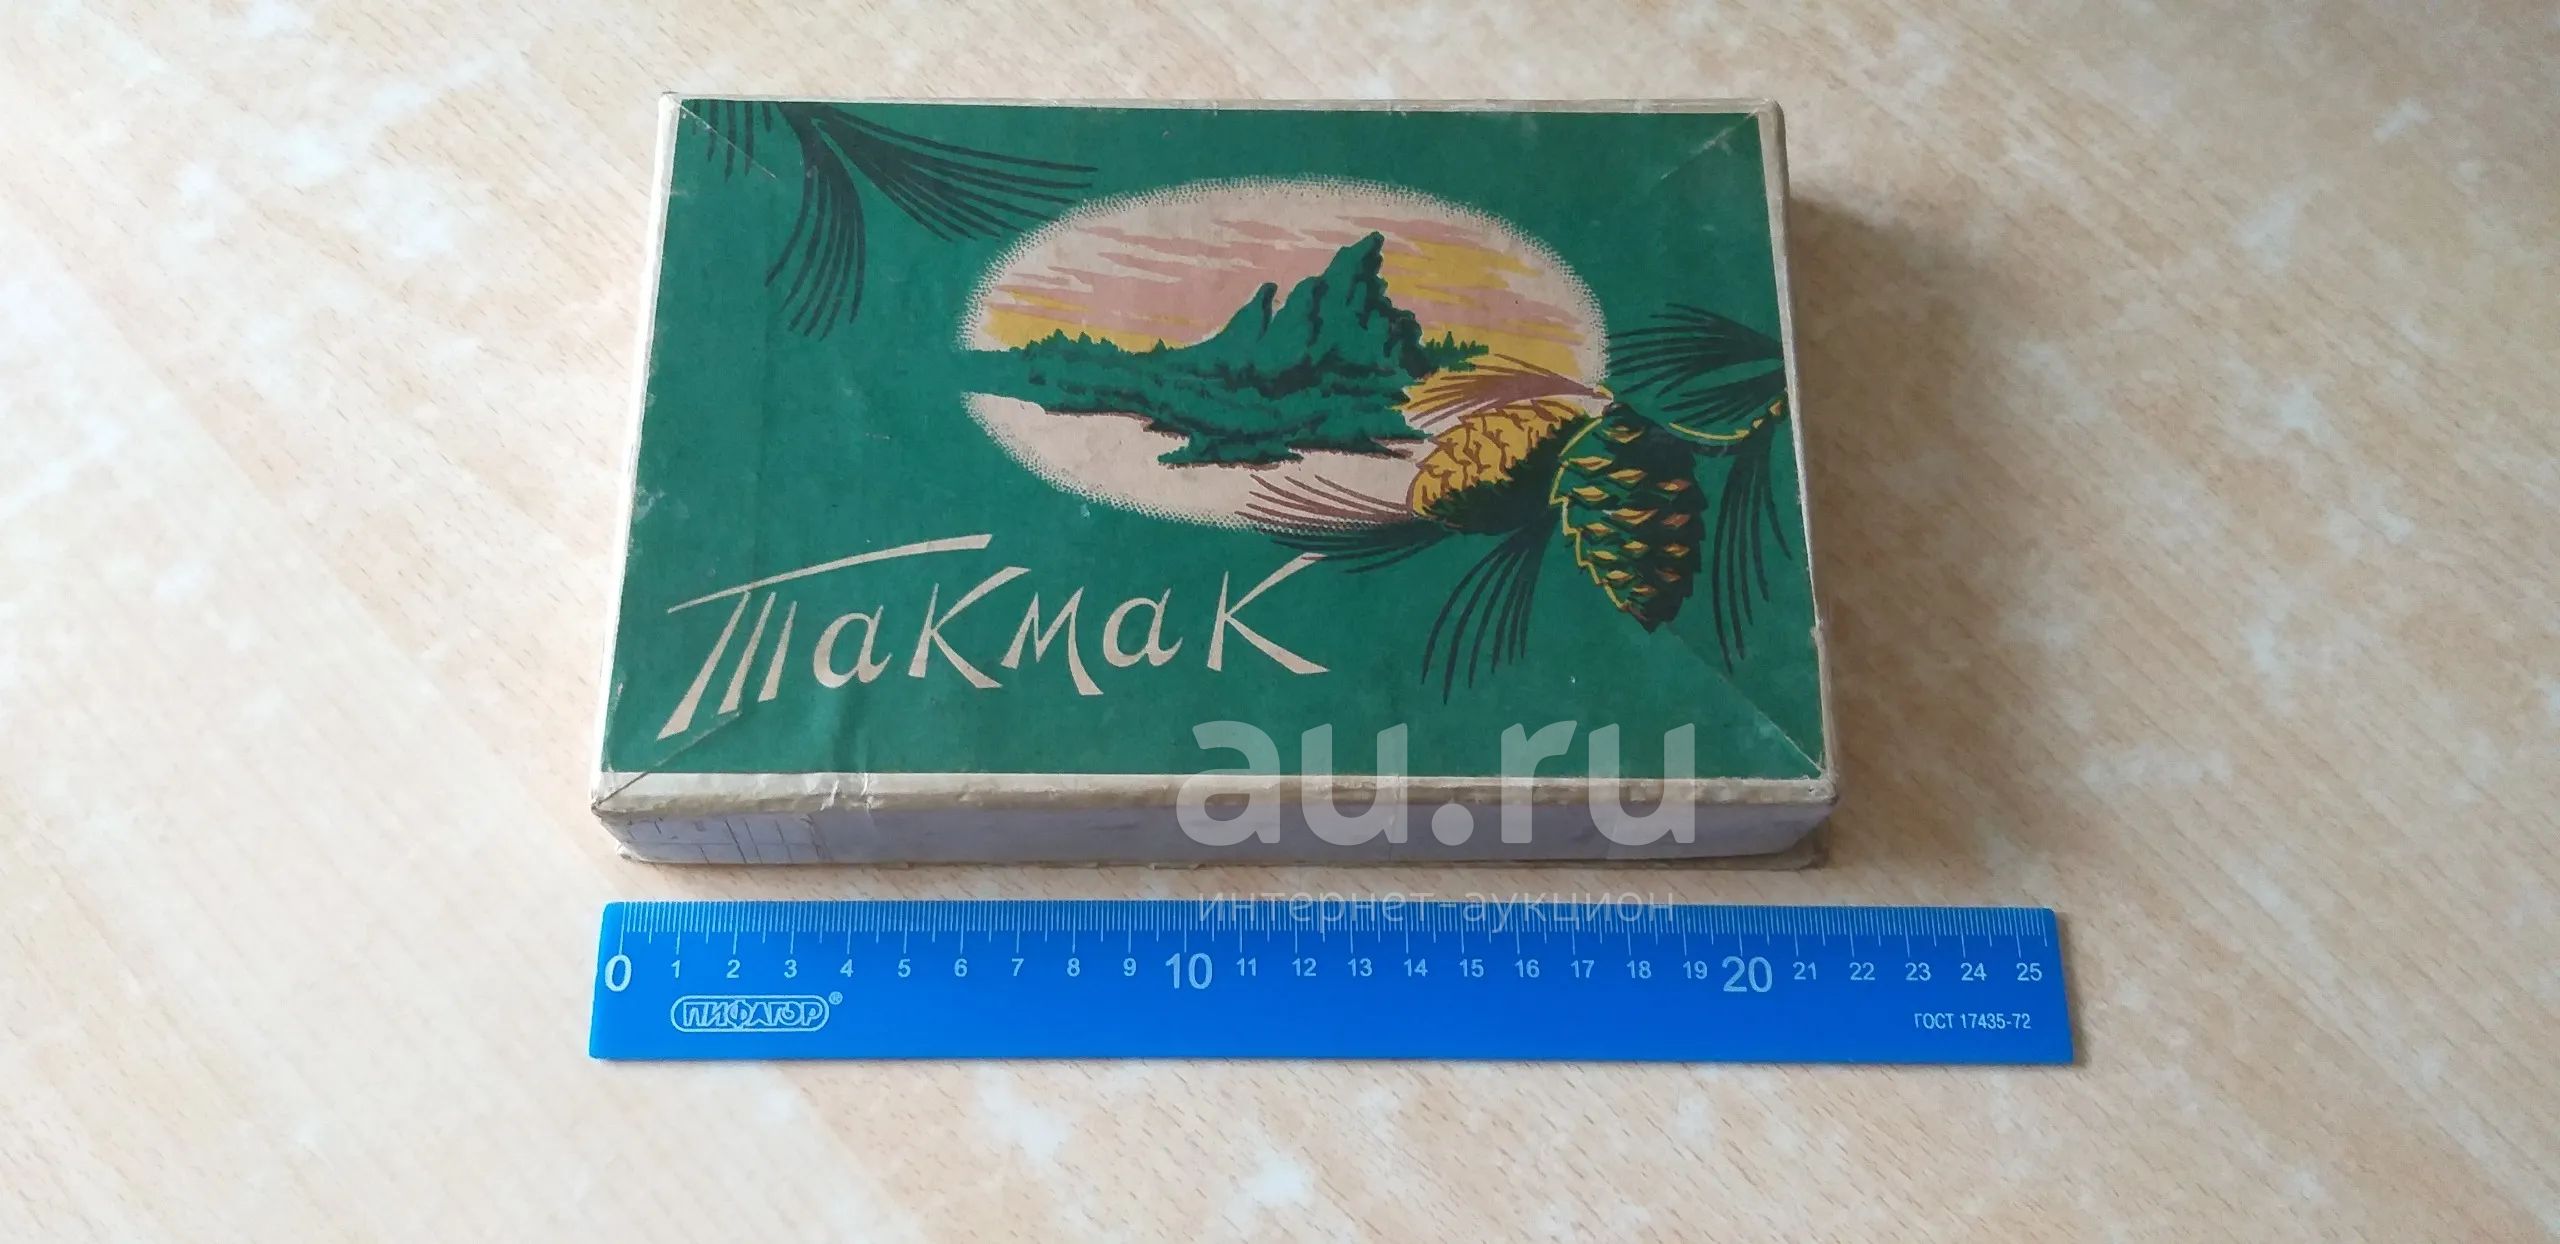 Такмак
au.ru
интернет-аукцион
0 1 2 3 4 5 6 7 8 9 10 11 12 13 14 15 16 17 18 19 20 21 22 23 24 25
ПИФАГОР®
ГОСТ 17435-72